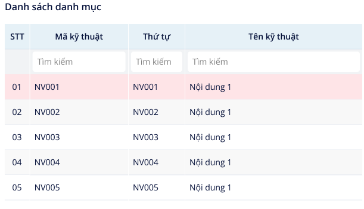 Danh sách danh mục
STT Mã kỹ thuật Thứ tự Tên kỹ thuật
Tìm kiếm Tìm kiếm Tìm kiếm
01 NV001 NV001 Nội dung 1
02 NV002 NV002 Nội dung 1
03 NV003 NV003 Nội dung 1
04 NV004 NV004 Nội dung 1
05 NV005 NV005 Nội dung 1